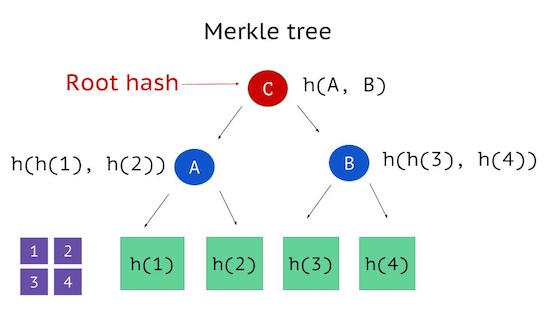 Merkle tree
Root hash
C
h(A, B)
h(h(1), h(2))
A
B
h(h(3), h(4))
1 2
3 4
h(1)
h(2)
h(3)
h(4)